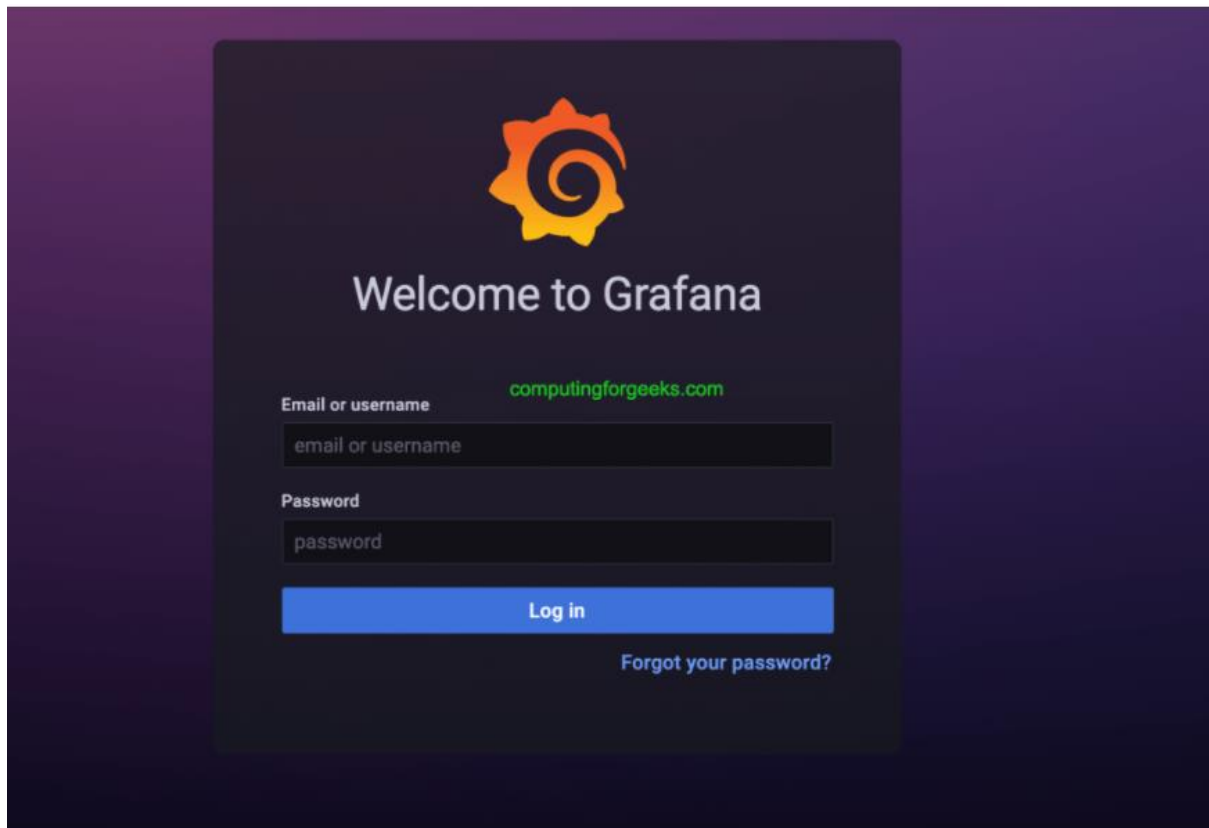 Welcome to Grafana
computingforgeeks.com
Email or username
email or username
Password
password
Log in
Forgot your password?